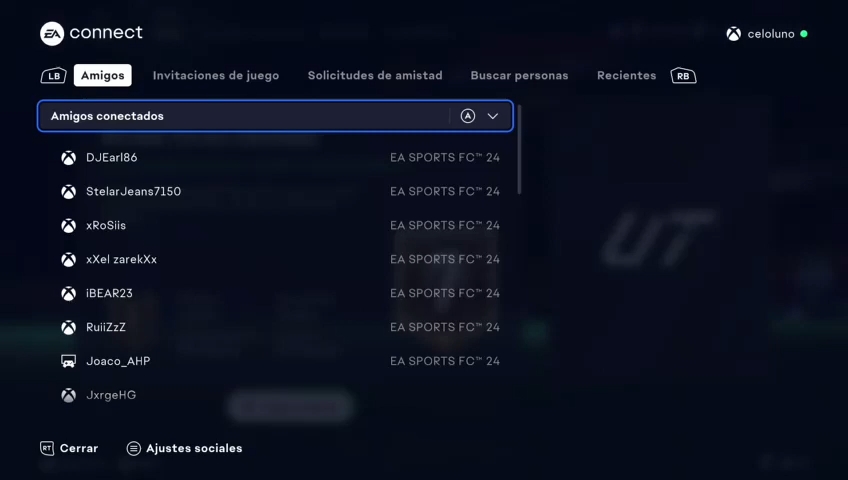 EA connect
celoluno
LB Amigos Invitaciones de juego Solicitudes de amistad Buscar personas Recientes RB
Amigos conectados A
DJEarl86 EA SPORTS FC™ 24
StelarJeans7150 EA SPORTS FC™ 24
xRoSiis EA SPORTS FC™ 24
xXel zarekXx EA SPORTS FC™ 24
iBEAR23 EA SPORTS FC™ 24
RuiiZzZ EA SPORTS FC™ 24
Joaco_AHP EA SPORTS FC™ 24
JxrgeHG
UT
RT Cerrar Ajustes sociales